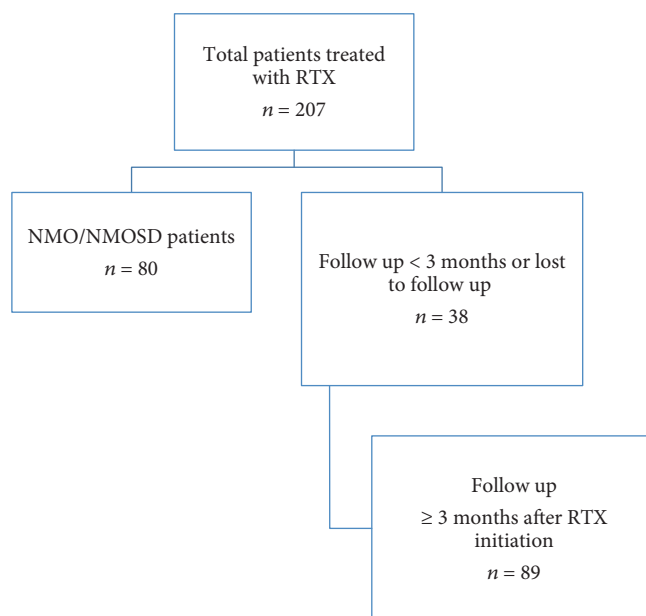 Total patients treated
with RTX
n = 207
NMO/NMOSD patients
n = 80
Follow up < 3 months or lost
to follow up
n = 38
Follow up
≥ 3 months after RTX
initiation
n = 89